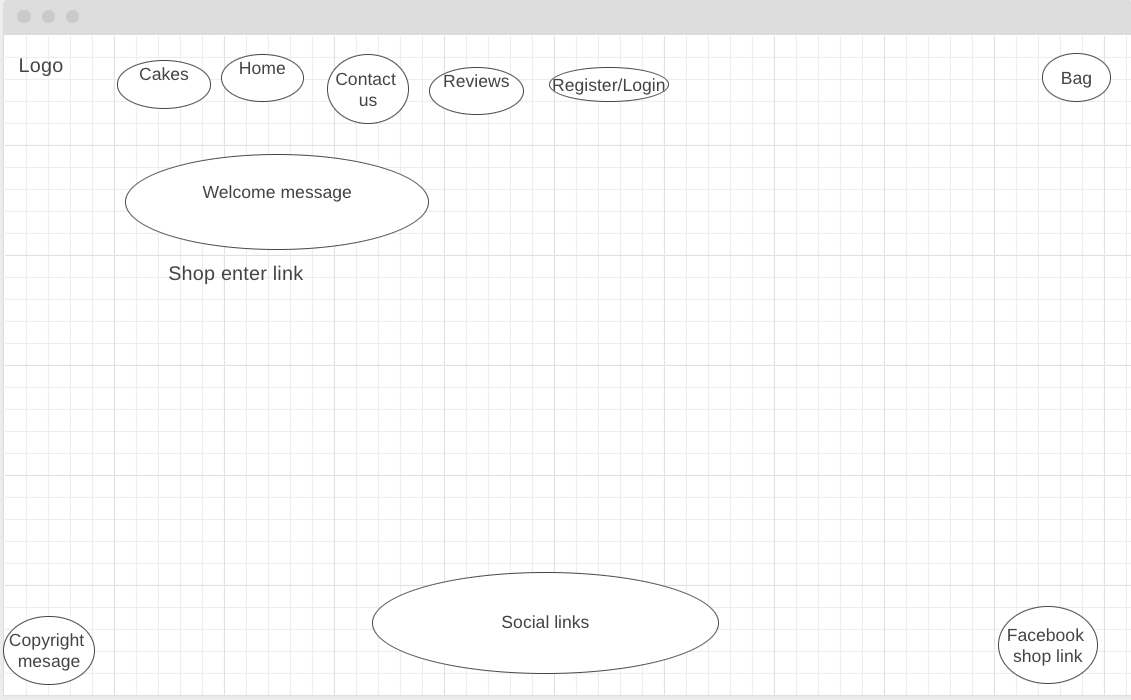 Logo
Cakes
Home
Contact
us
Reviews
Register/Login
Bag
Welcome message
Shop enter link
Social links
Copyright
mesage
Facebook
shop link